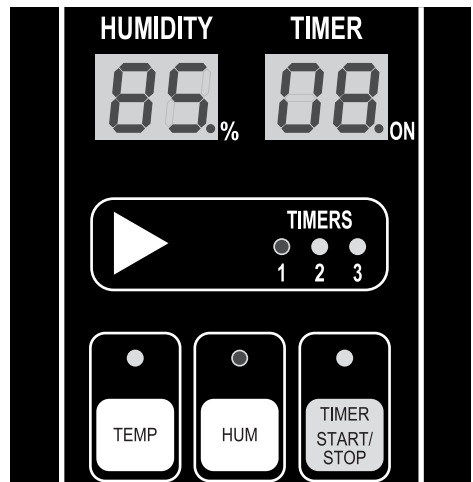 HUMIDITY TIMER
85.% 08.ON
TIMERS
1 2 3
TEMP HUM TIMER
START/
STOP